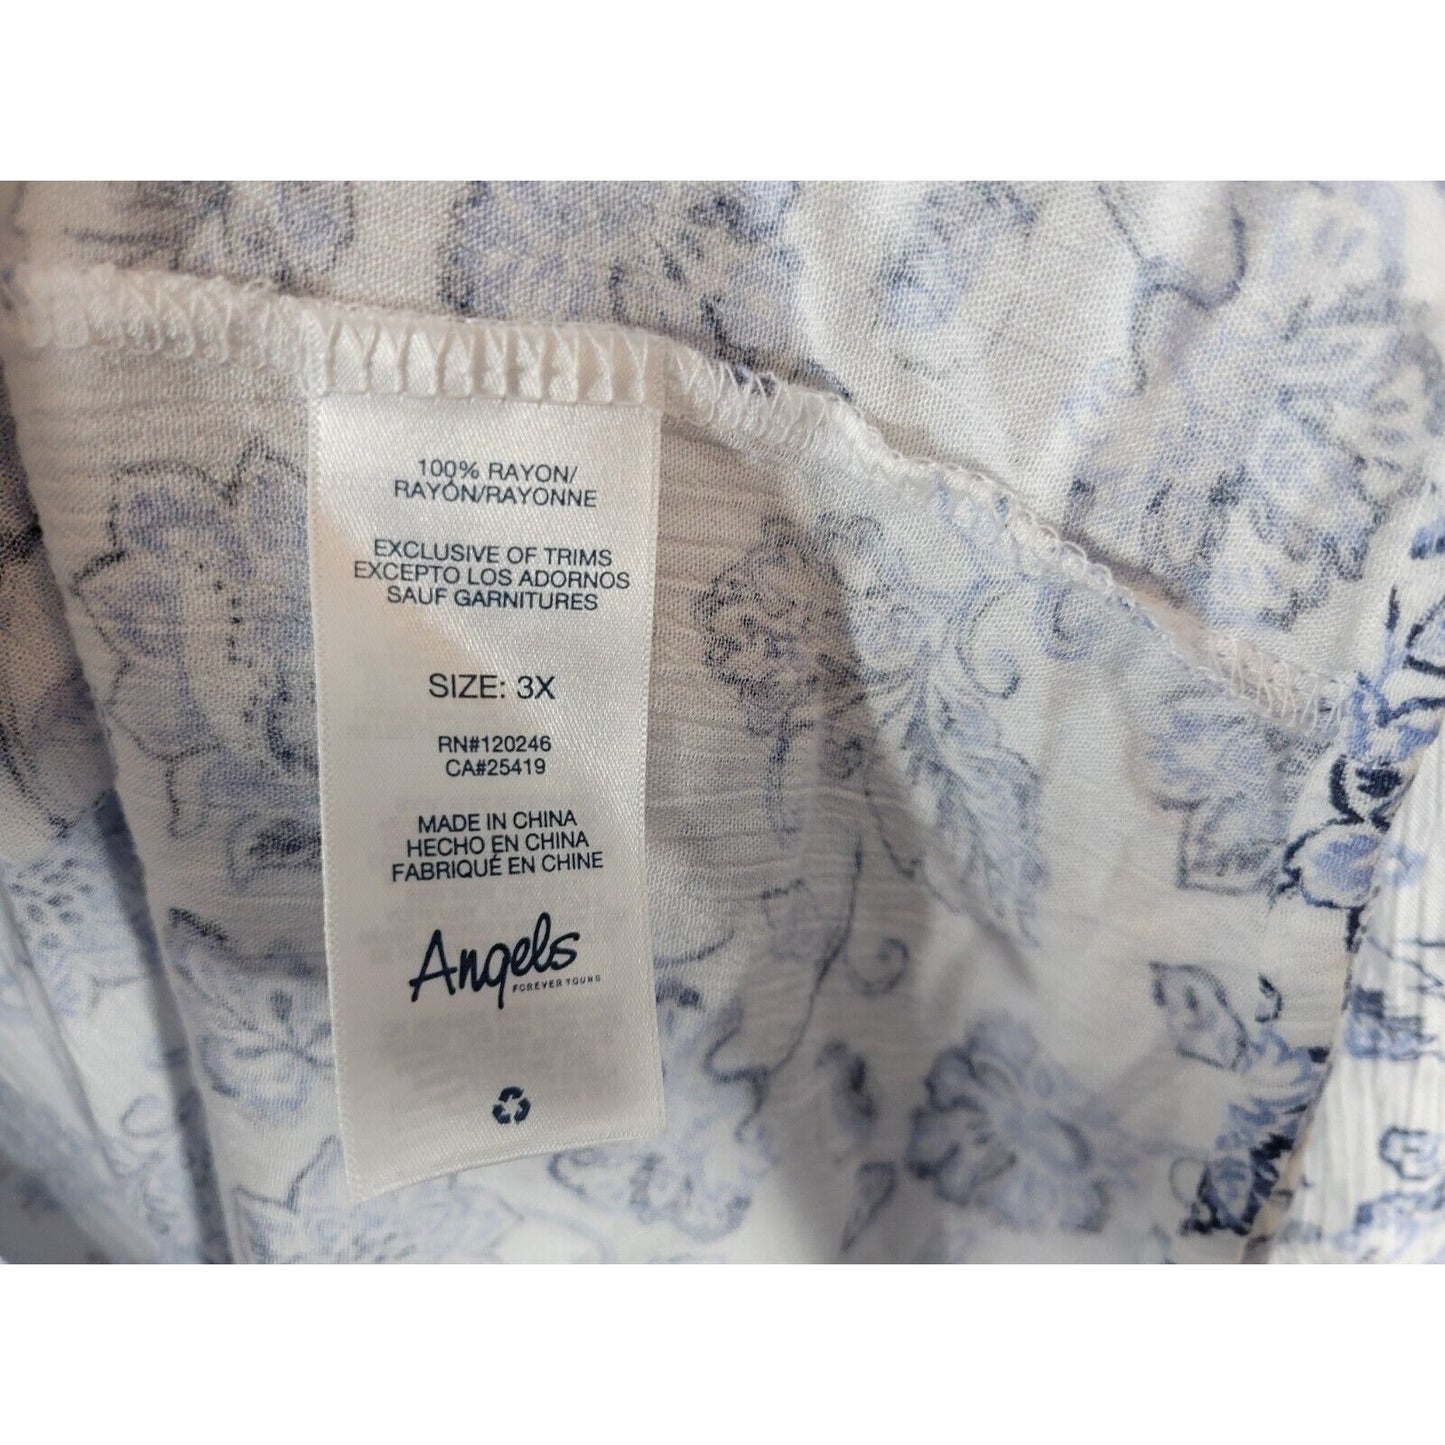 100% RAYON/
RAYÓN/RAYONNE
EXCLUSIVE OF TRIMS
EXCEPTO LOS ADORNOS
SAUF GARNITURES
SIZE: 3X
RN#120246
CA#25419
MADE IN CHINA
HECHO EN CHINA
FABRIQUÉ EN CHINE
Angels
FOREVER YOUNG